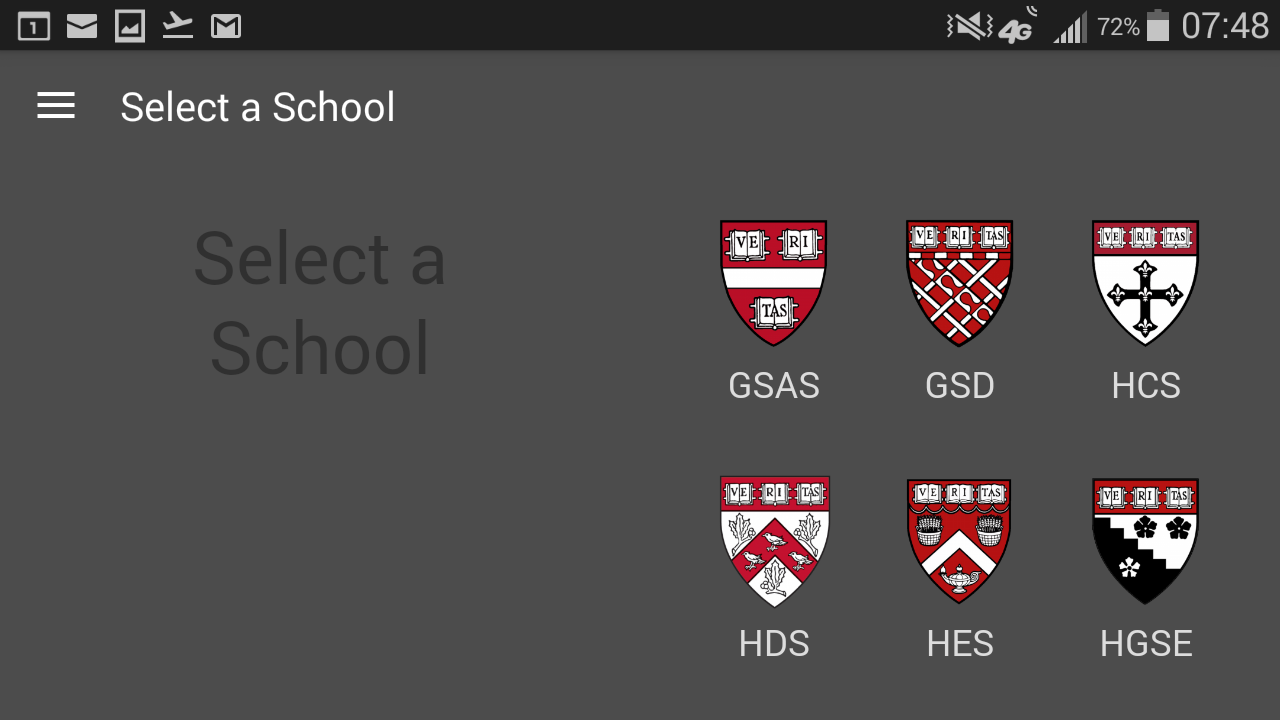 1 4G 72% 07:48
Select a School
Select a
School
VE RI VE RI TAS VE RI TAS
TAS
GSAS GSD HCS
VE RI TAS VE RI TAS VE RI TAS
HDS HES HGSE